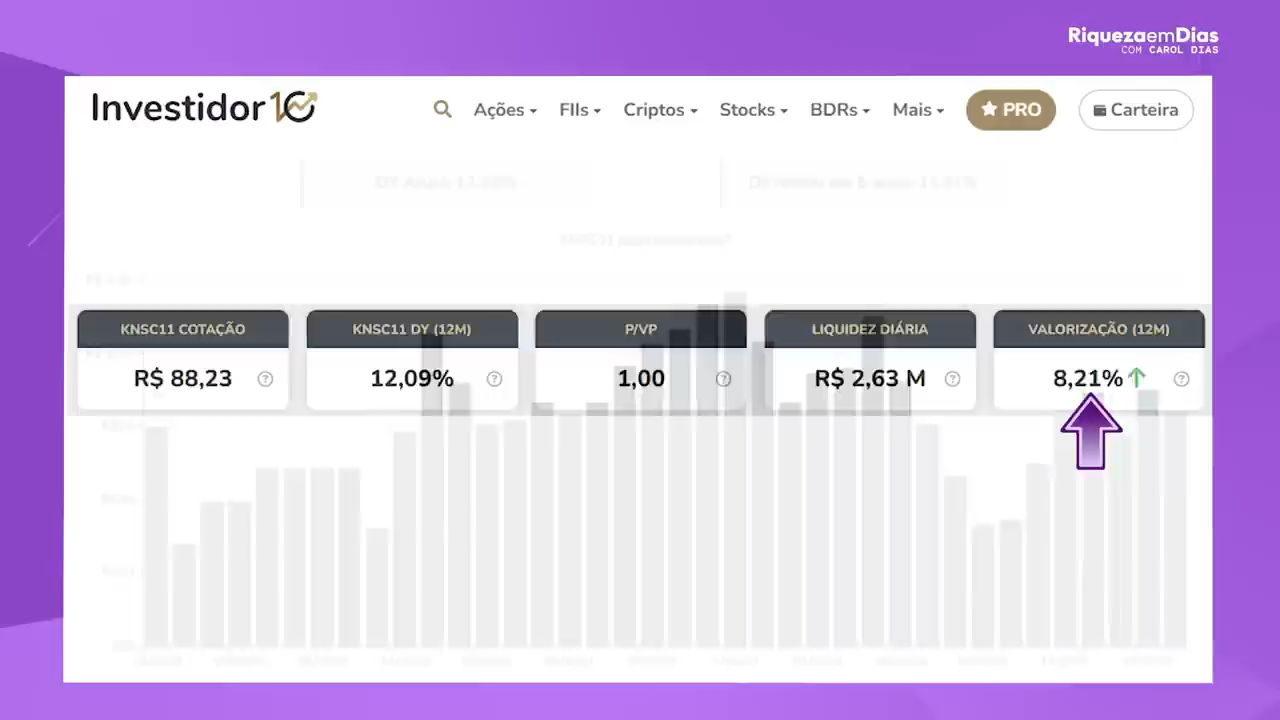 RiquezaemDias
COM CAROL DIAS
Investidor10
Ações FIIs Criptos Stocks BDRs Mais PRO Carteira
KNSC11 COTAÇÃO
R$ 88,23
KNSC11 DY (12M)
12,09%
P/VP
1,00
LIQUIDEZ DIÁRIA
R$ 2,63 M
VALORIZAÇÃO (12M)
8,21%